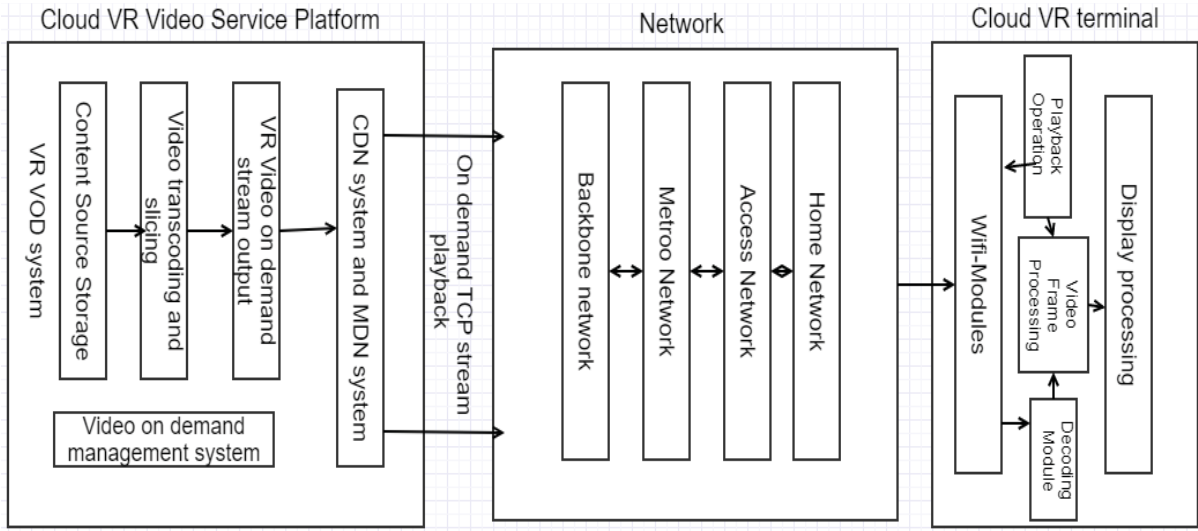 Cloud VR Video Service Platform
Network
Cloud VR terminal
VR VOD system
Content Source Storage
Video transcoding and
slicing
VR Video on demand
stream output
CDN system and MDN system
Video on demand
management system
On demand TCP stream
playback
Backbone network
Metroo Network
Access Network
Home Network
Wifi-Modules
Playback
Operation
Video
Frame
Processing
Decoding
Module
Display processing